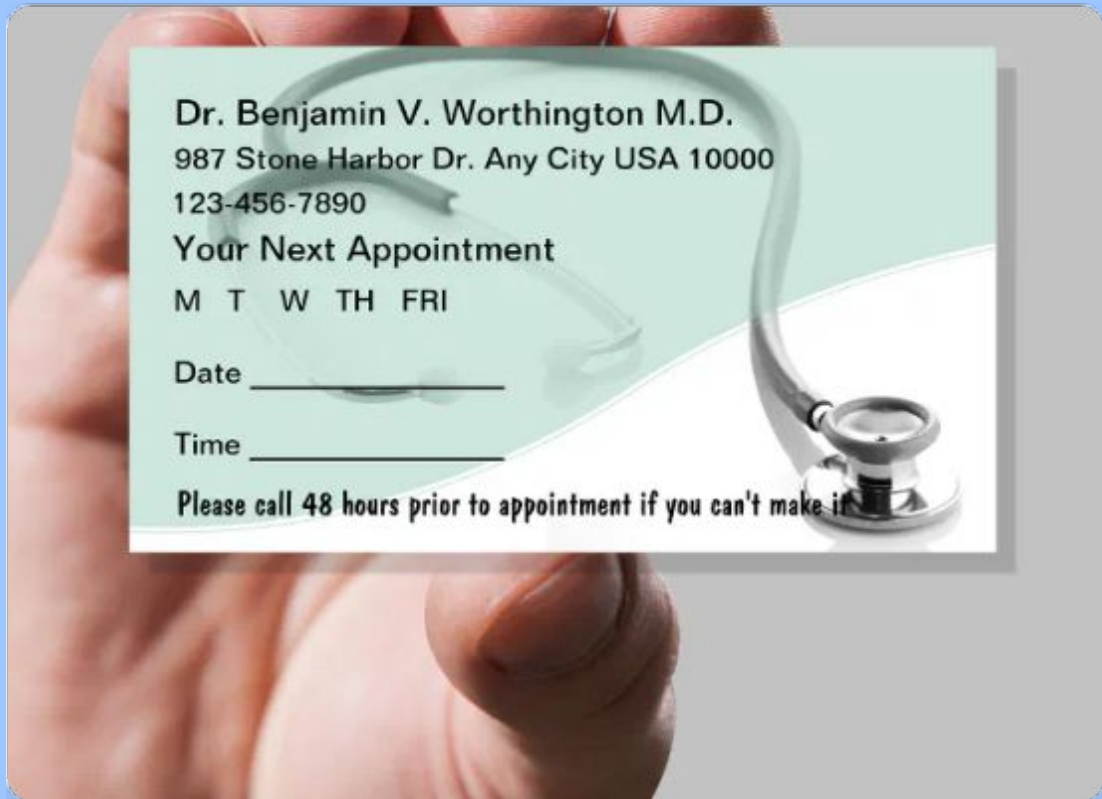 Dr. Benjamin V. Worthington M.D.
987 Stone Harbor Dr. Any City USA 10000
123-456-7890
Your Next Appointment
M T W TH FRI
Date
Time
Please call 48 hours prior to appointment if you can't make it